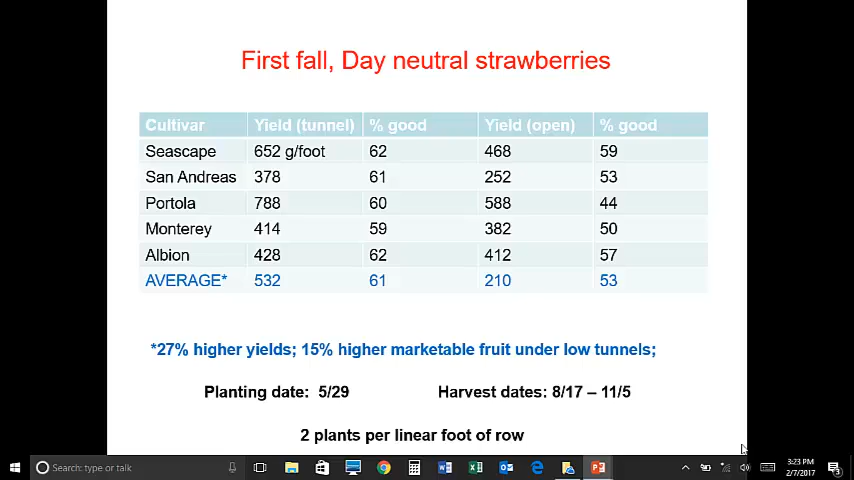 First fall, Day neutral strawberries
Cultivar Yield (tunnel) % good Yield (open) % good
Seascape 652 g/foot 62 468 59
San Andreas 378 61 252 53
Portola 788 60 588 44
Monterey 414 59 382 50
Albion 428 62 412 57
AVERAGE* 532 61 210 53
*27% higher yields; 15% higher marketable fruit under low tunnels;
Planting date: 5/29 Harvest dates: 8/17 – 11/5
2 plants per linear foot of row
Search: type or talk
3:23 PM
2/7/2017
3